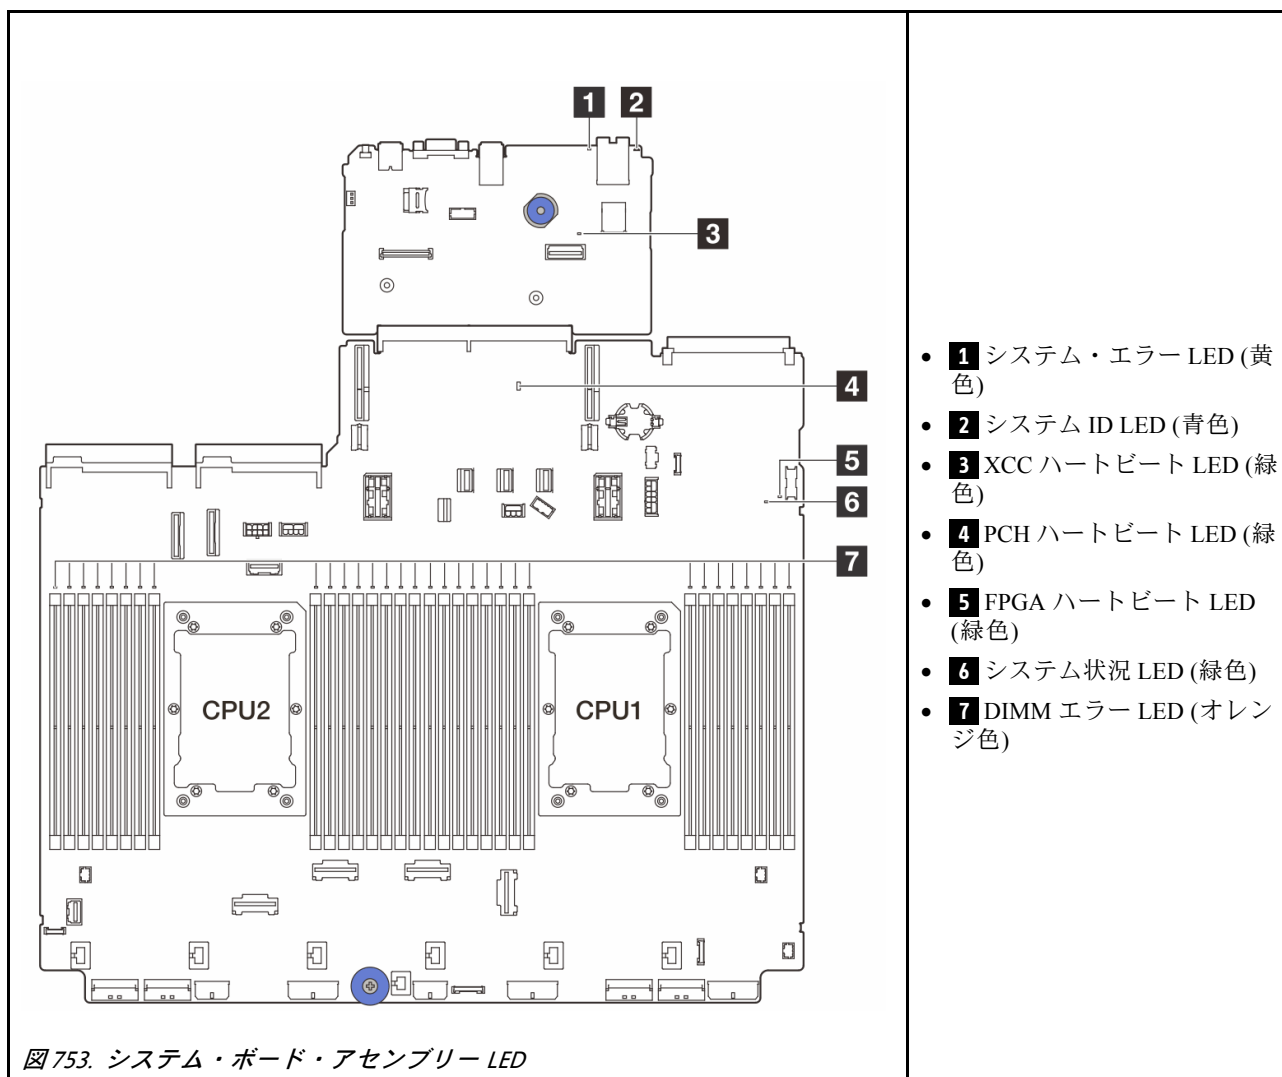 1 2
3
4
5
6
7
CPU2 CPU1
図 753. システム・ボード・アセンブリー LED
• 1 システム・エラー LED (黄
色)
• 2 システム ID LED (青色)
• 3 XCC ハートビート LED (緑
色)
• 4 PCH ハートビート LED (緑
色)
• 5 FPGA ハートビート LED
(緑色)
• 6 システム状況 LED (緑色)
• 7 DIMM エラー LED (オレン
ジ色)